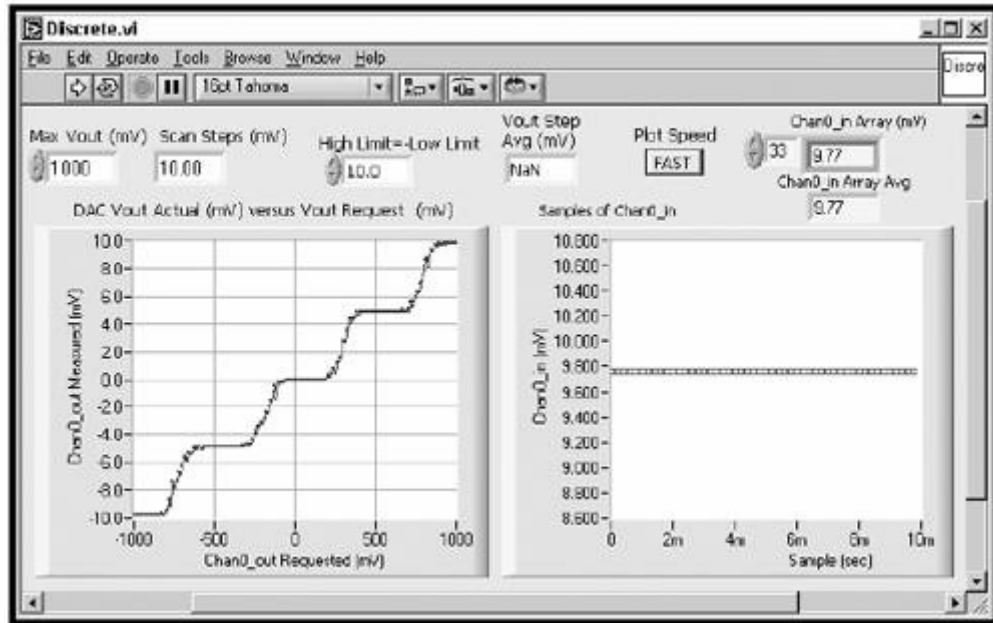 Discrete.vi
File Edit Operate Tools Browse Window Help
16pt Tahoma
Discre
Max Vout (mV)
1000
Scan Steps (mV)
10.00
High Limit=-Low Limit
10.0
Vout Step
Avg (mV)
NaN
Plot Speed
FAST
Chan0_in Array (mV)
33 9.77
Chan0_in Array Avg
9.77
DAC Vout Actual (mV) versus Vout Request (mV)
Chan0_out Measured (mV)
10.0
8.0
6.0
4.0
2.0
0.0
-2.0
-4.0
-6.0
-8.0
-10.0
-1000 -500 0 500 1000
Chan0_out Requested (mV)
Samples of Chan0_in
Chan0_in (mV)
10.800
10.600
10.400
10.200
10.000
9.800
9.600
9.400
9.200
9.000
8.800
8.600
0 2m 4m 6m 8m 10m
Sample (sec)